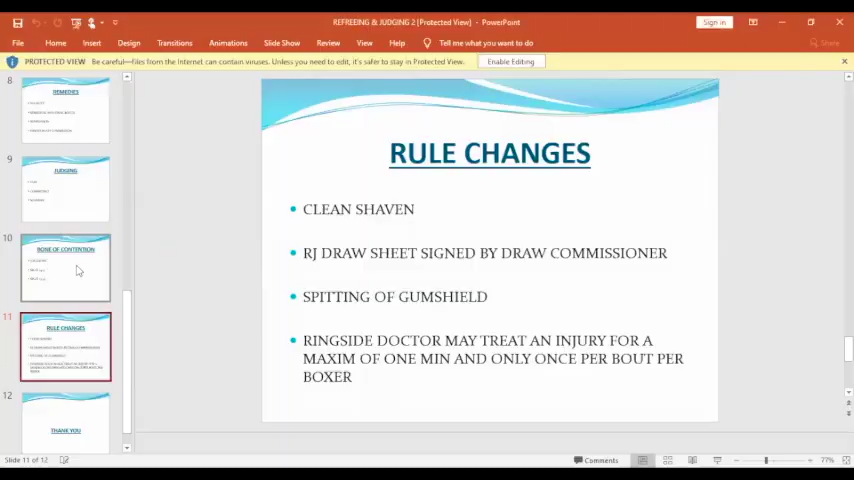 REFREEING & JUDGING 2 [Protected View] - PowerPoint
Sign in
File Home Insert Design Transitions Animations Slide Show Review View Help Tell me what you want to do Share
PROTECTED VIEW Be careful—files from the Internet can contain viruses. Unless you need to edit, it's safer to stay in Protected View. Enable Editing
8
REMEDIES
9
JUDGING
10
BONE OF CONTENTION
11
RULE CHANGES
12
THANK YOU
RULE CHANGES
• CLEAN SHAVEN
• RJ DRAW SHEET SIGNED BY DRAW COMMISSIONER
• SPITTING OF GUMSHIELD
• RINGSIDE DOCTOR MAY TREAT AN INJURY FOR A
MAXIM OF ONE MIN AND ONLY ONCE PER BOUT PER
BOXER
Slide 11 of 12
Comments
77%